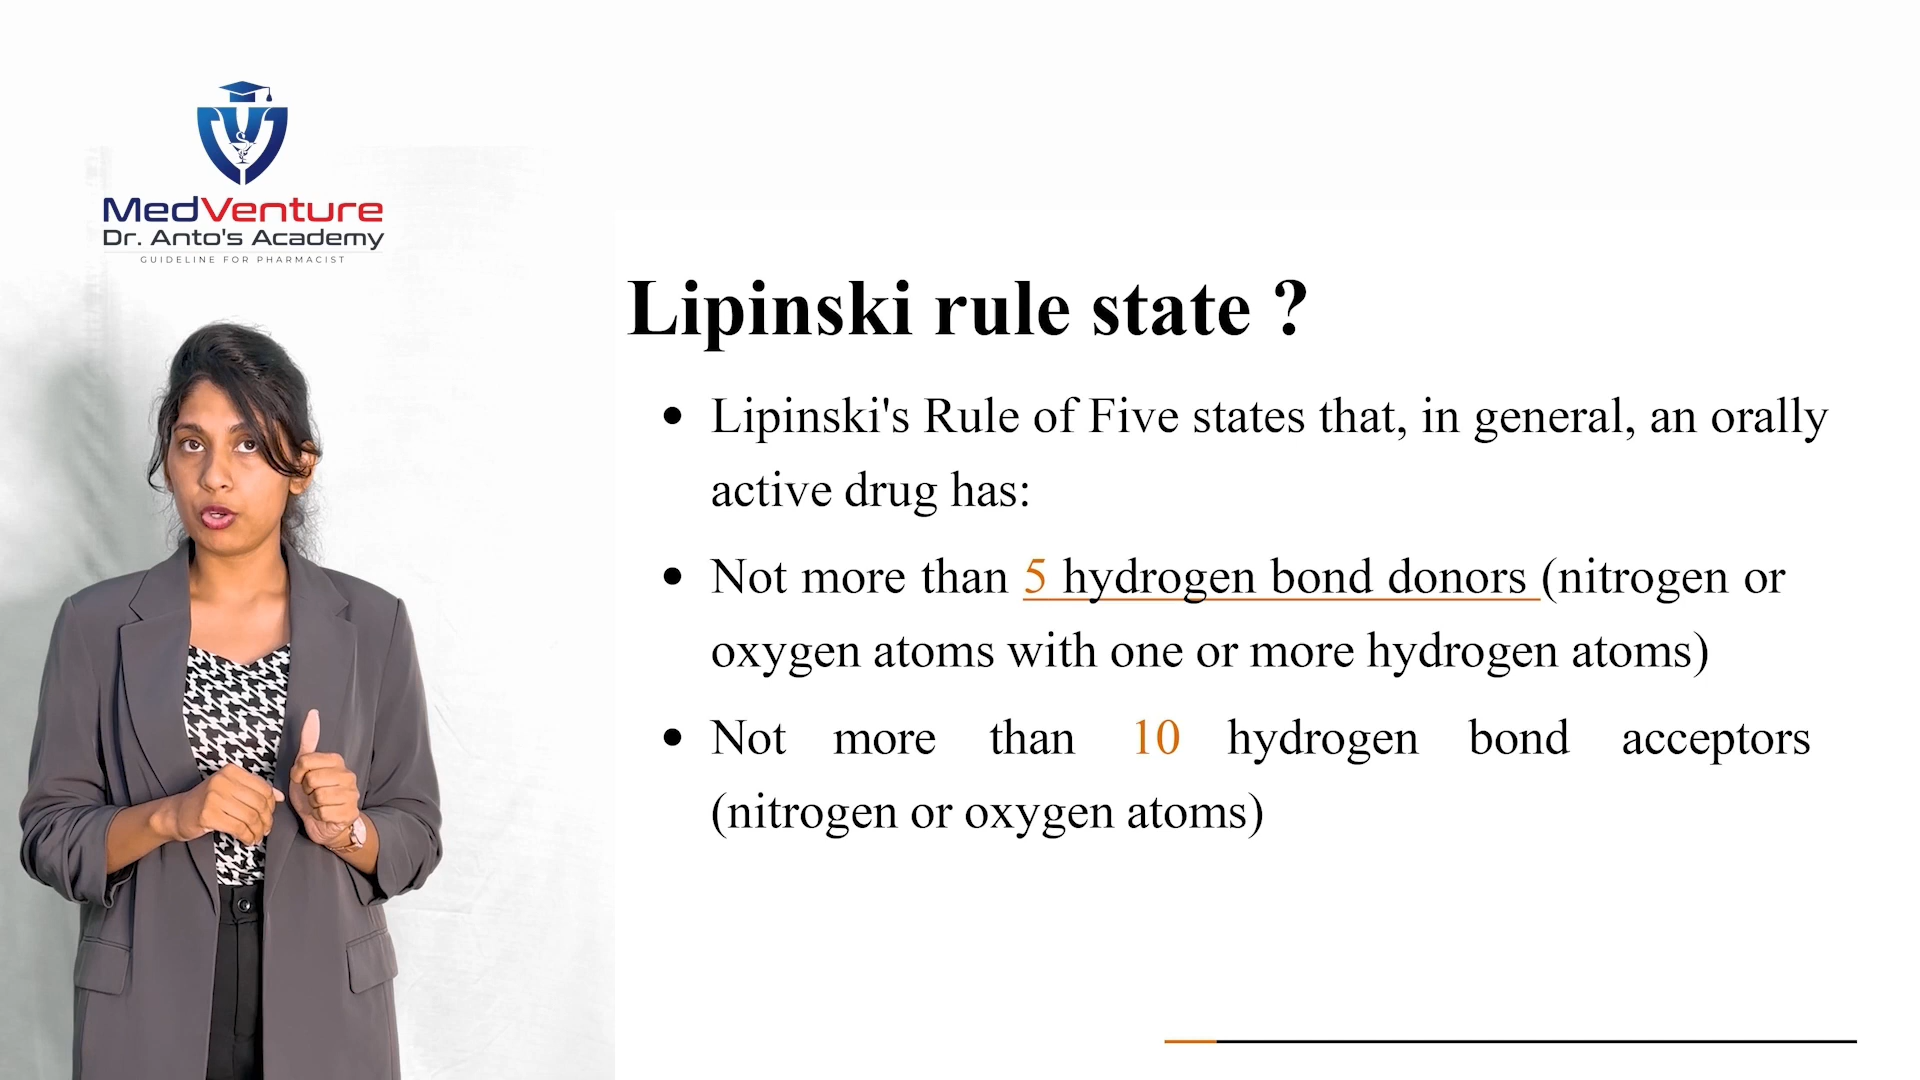 MedVenture
Dr. Anto's Academy
GUIDELINE FOR PHARMACIST
Lipinski rule state ?
• Lipinski's Rule of Five states that, in general, an orally
active drug has:
• Not more than 5 hydrogen bond donors (nitrogen or
oxygen atoms with one or more hydrogen atoms)
• Not more than 10 hydrogen bond acceptors
(nitrogen or oxygen atoms)